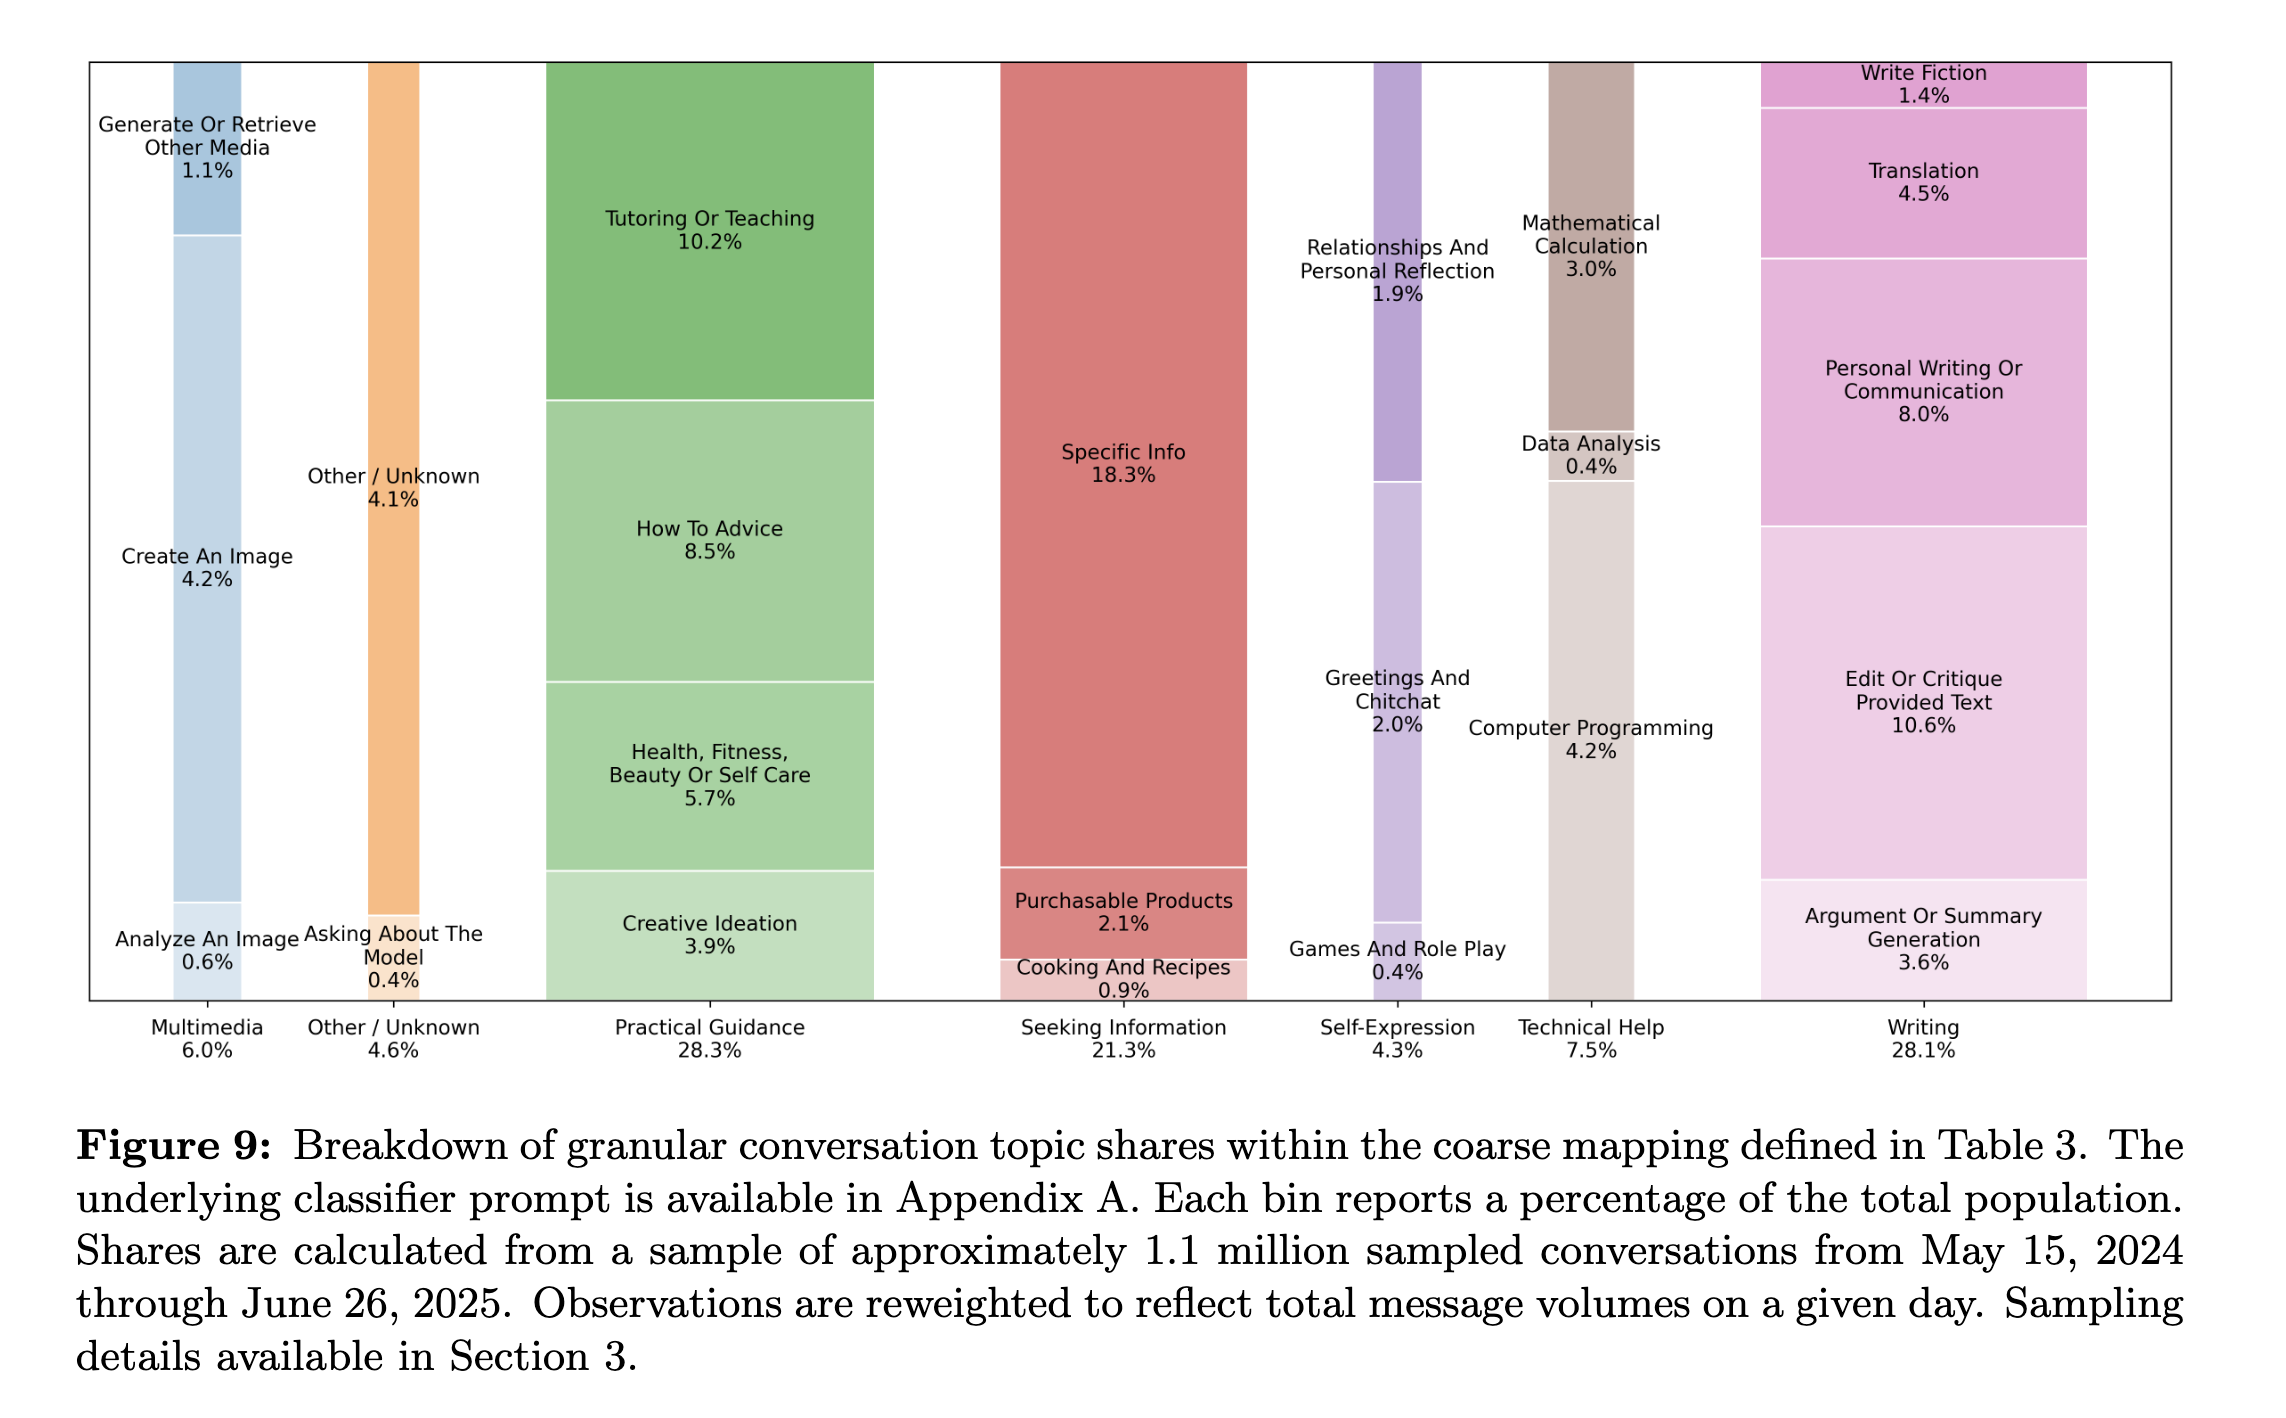 Generate Or Retrieve
Other Media
1.1%
Create An Image
4.2%
Analyze An Image
0.6%
Multimedia
6.0%
Other / Unknown
4.1%
Asking About The
Model
0.4%
Other / Unknown
4.6%
Tutoring Or Teaching
10.2%
How To Advice
8.5%
Health, Fitness,
Beauty Or Self Care
5.7%
Creative Ideation
3.9%
Practical Guidance
28.3%
Specific Info
18.3%
Purchasable Products
2.1%
Cooking And Recipes
0.9%
Seeking Information
21.3%
Relationships And
Personal Reflection
1.9%
Greetings And
Chitchat
2.0%
Games And Role Play
0.4%
Self-Expression
4.3%
Mathematical
Calculation
3.0%
Data Analysis
0.4%
Computer Programming
4.2%
Technical Help
7.5%
Write Fiction
1.4%
Translation
4.5%
Personal Writing Or
Communication
8.0%
Edit Or Critique
Provided Text
10.6%
Argument Or Summary
Generation
3.6%
Writing
28.1%
Figure 9: Breakdown of granular conversation topic shares within the coarse mapping defined in Table 3. The
underlying classifier prompt is available in Appendix A. Each bin reports a percentage of the total population.
Shares are calculated from a sample of approximately 1.1 million sampled conversations from May 15, 2024
through June 26, 2025. Observations are reweighted to reflect total message volumes on a given day. Sampling
details available in Section 3.